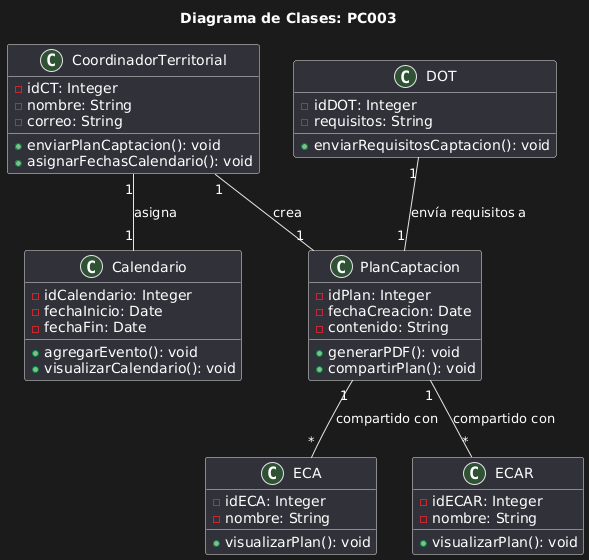 Diagrama de Clases: PC003
C CoordinadorTerritorial
idCT: Integer
nombre: String
correo: String
enviarPlanCaptacion(): void
asignarFechasCalendario(): void
C DOT
idDOT: Integer
requisitos: String
enviarRequisitosCaptacion(): void
1
1
1
asigna
crea
envía requisitos a
1
1
1
C Calendario
idCalendario: Integer
fechaInicio: Date
fechaFin: Date
agregarEvento(): void
visualizarCalendario(): void
C PlanCaptacion
idPlan: Integer
fechaCreacion: Date
contenido: String
generarPDF(): void
compartirPlan(): void
1
1
compartido con
compartido con
*
*
C ECA
idECA: Integer
nombre: String
visualizarPlan(): void
C ECAR
idECAR: Integer
nombre: String
visualizarPlan(): void